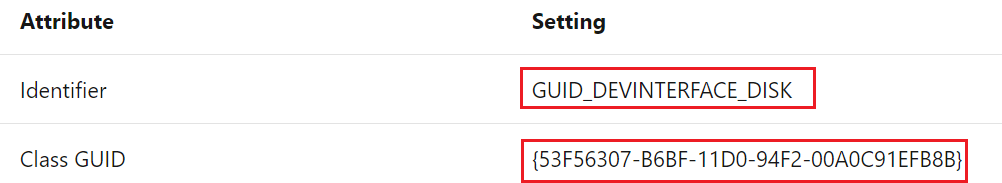 Attribute Setting
Identifier GUID_DEVINTERFACE_DISK
Class GUID {53F56307-B6BF-11D0-94F2-00A0C91EFB8B}